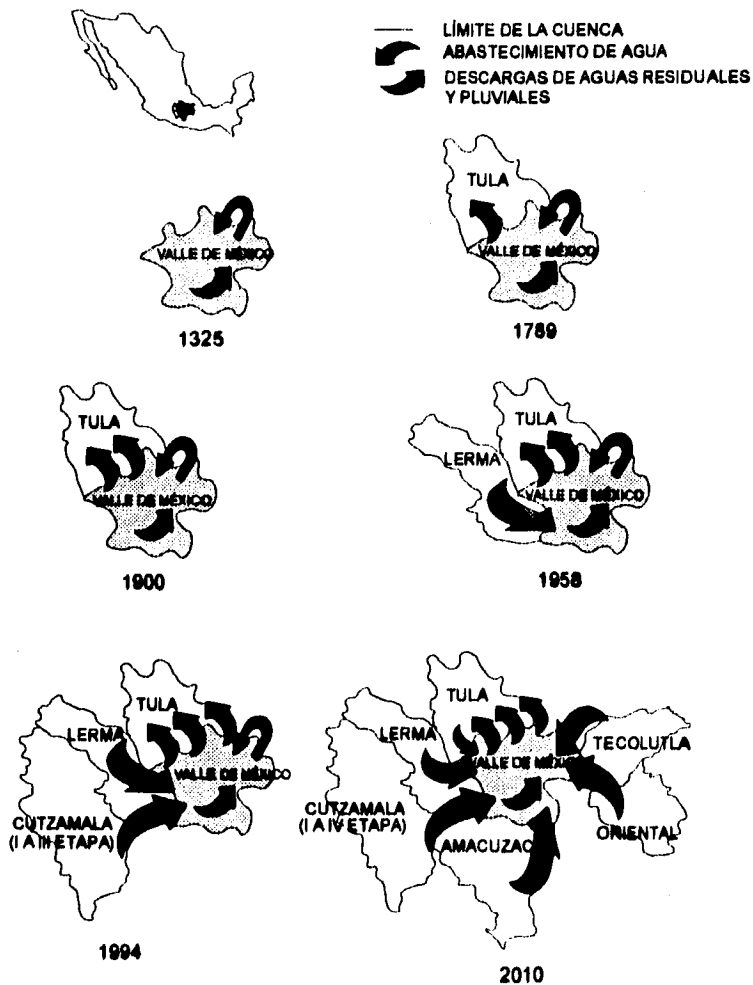 LÍMITE DE LA CUENCA
ABASTECIMIENTO DE AGUA
DESCARGAS DE AGUAS RESIDUALES
Y PLUVIALES
VALLE DE MÉXICO
1325
TULA
VALLE DE MÉXICO
1789
TULA
VALLE DE MÉXICO
1900
TULA
LERMA
VALLE DE MÉXICO
1958
TULA
LERMA
VALLE DE MÉXICO
CUTZAMALA
(I A III ETAPA)
1994
TULA
LERMA
TECOLUTLA
VALLE DE MÉXICO
CUTZAMALA
(I A IV ETAPA)
AMACUZAC
ORIENTAL
2010